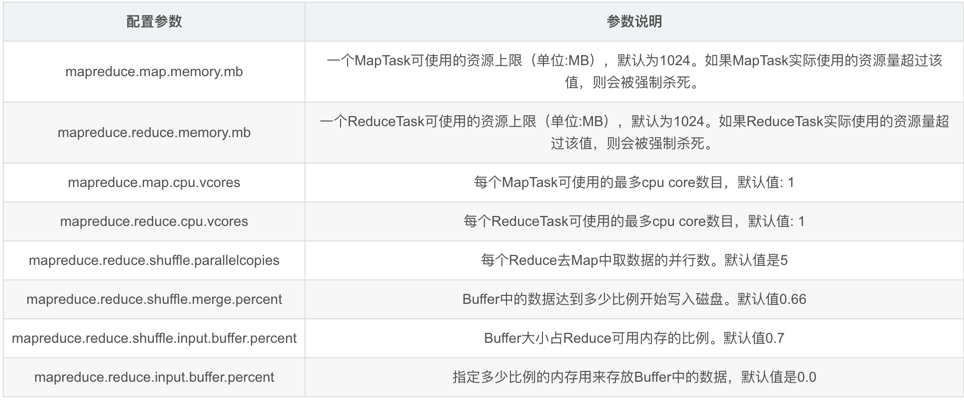 配置参数
参数说明
mapreduce.map.memory.mb
一个MapTask可使用的资源上限（单位:MB），默认为1024。如果MapTask实际使用的资源量超过该
值，则会被强制杀死。
mapreduce.reduce.memory.mb
一个ReduceTask可使用的资源上限（单位:MB），默认为1024。如果ReduceTask实际使用的资源量超
过该值，则会被强制杀死。
mapreduce.map.cpu.vcores
每个MapTask可使用的最多cpu core数目，默认值: 1
mapreduce.reduce.cpu.vcores
每个ReduceTask可使用的最多cpu core数目，默认值: 1
mapreduce.reduce.shuffle.parallelcopies
每个Reduce去Map中取数据的并行数。默认值是5
mapreduce.reduce.shuffle.merge.percent
Buffer中的数据达到多少比例开始写入磁盘。默认值0.66
mapreduce.reduce.shuffle.input.buffer.percent
Buffer大小占Reduce可用内存的比例。默认值0.7
mapreduce.reduce.input.buffer.percent
指定多少比例的内存用来存放Buffer中的数据，默认值是0.0